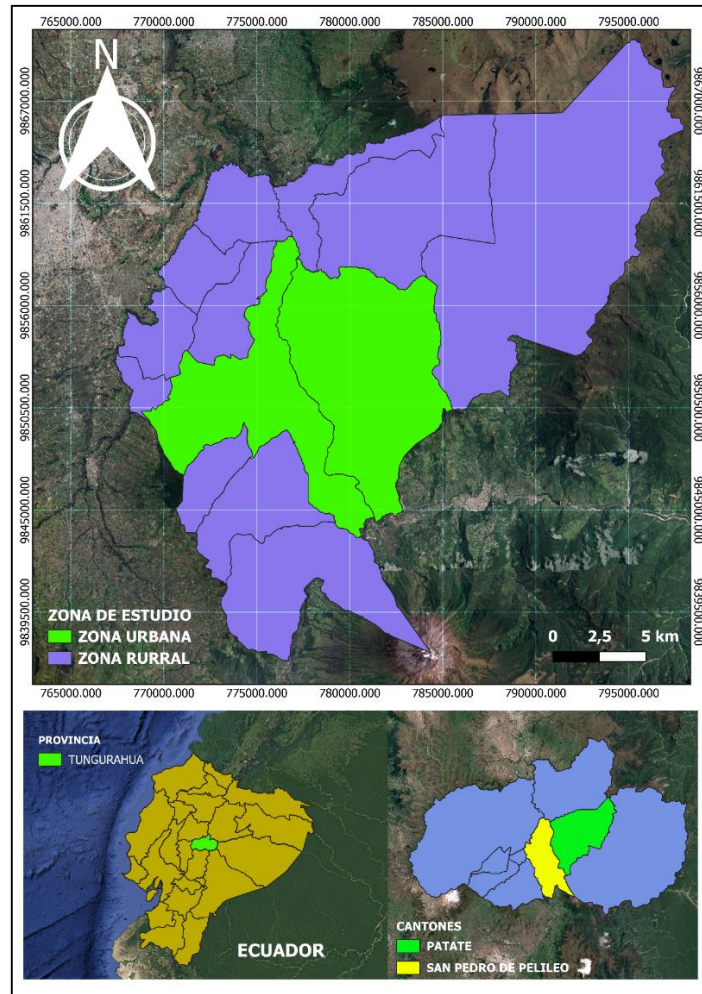 765000.000 770000.000 775000.000 780000.000 785000.000 790000.000 795000.000
N
9867000.000 9867000.000
9861500.000 9861500.000
9856000.000 9856000.000
9850500.000 9850500.000
9845000.000 9845000.000
9839500.000 9839500.000
ZONA DE ESTUDIO
ZONA URBANA
ZONA RURRAL
0 2,5 5 km
765000.000 770000.000 775000.000 780000.000 785000.000 790000.000 795000.000
PROVINCIA
TUNGURAHUA
ECUADOR
CANTONES
PATATE
SAN PEDRO DE PELILEO